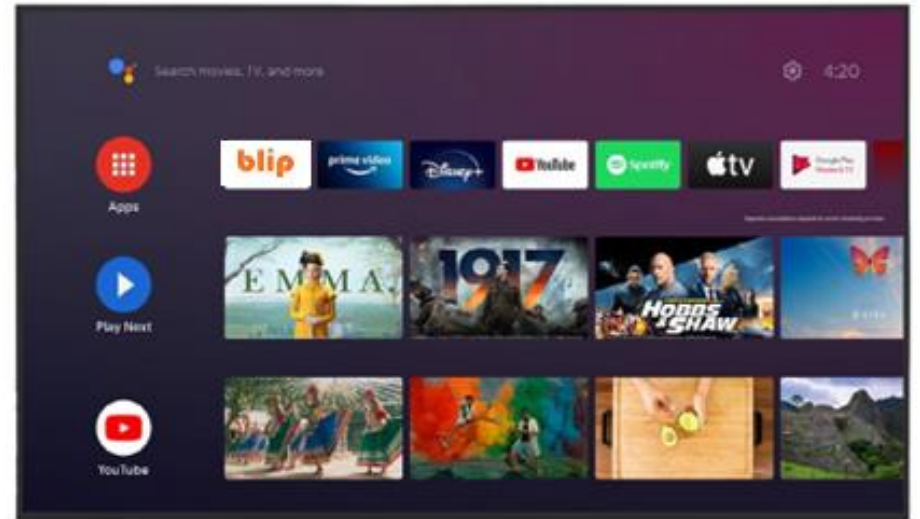 Search movies, TV, and more
4:20
blip
prime video
Disney+
YouTube
Spotify
tv
Google Play
Movies & TV
Apps
EMMA.
1917
HOBBS
& SHAW
Play Next
YouTube